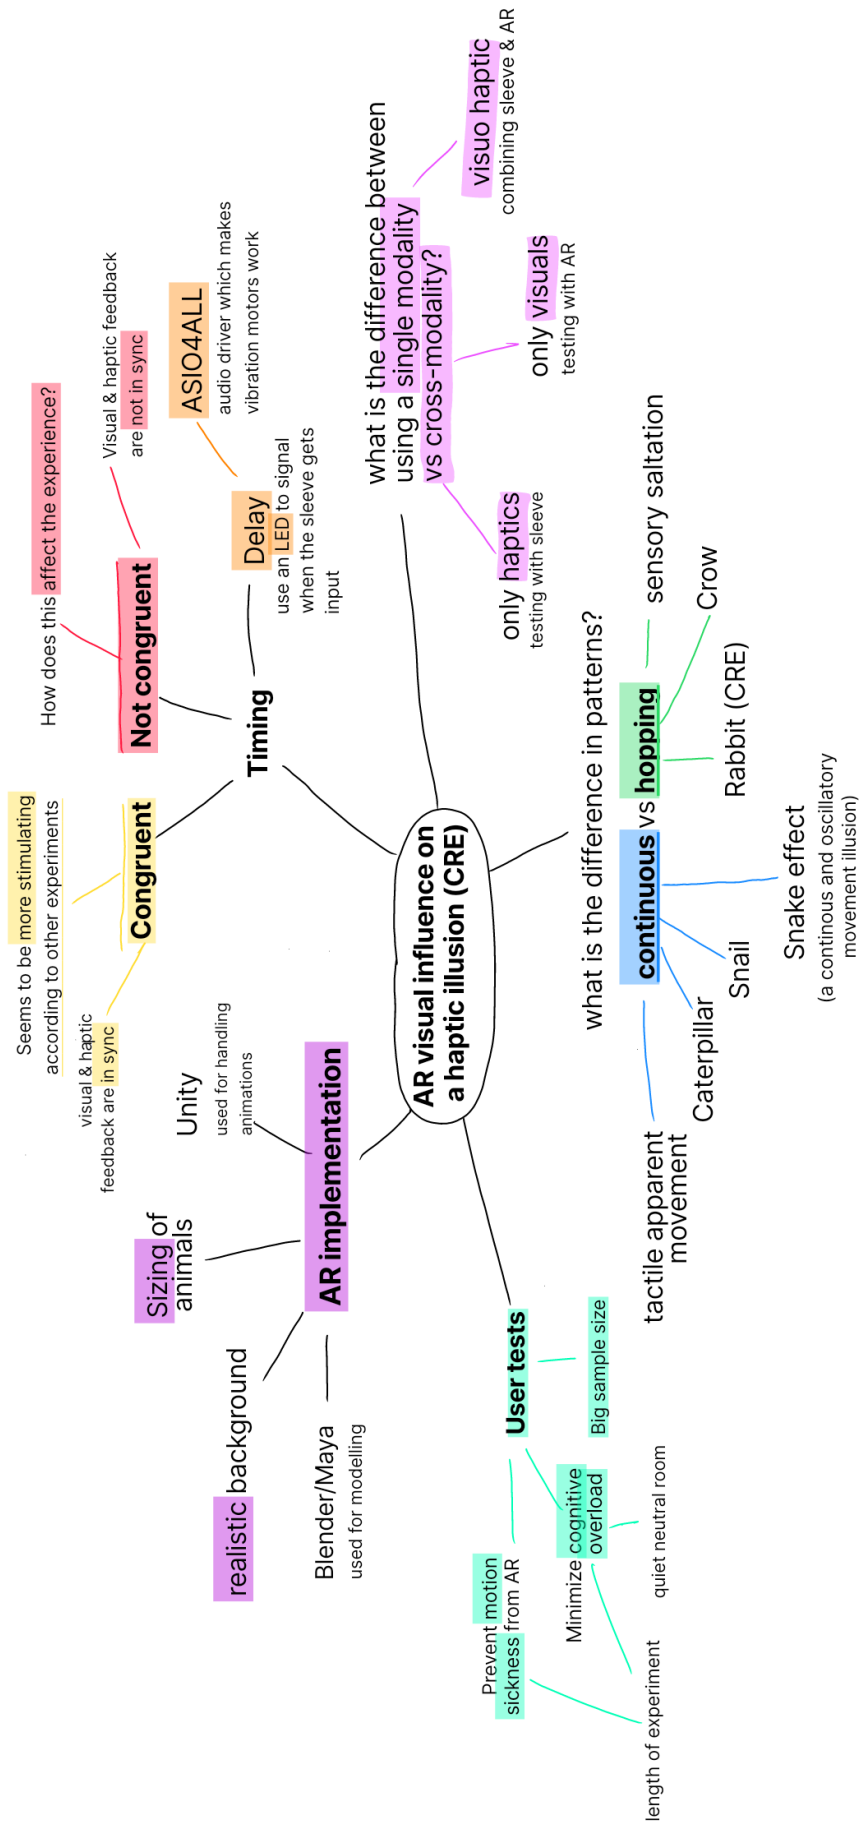 AR visual influence on
a haptic illusion (CRE)
Timing
Congruent
Seems to be more stimulating
according to other experiments
visual & haptic
feedback are in sync
Not congruent
How does this affect the experience?
Visual & haptic feedback
are not in sync
Delay
use an LED to signal
when the sleeve gets
input
ASIO4ALL
audio driver which makes
vibration motors work
what is the difference between
using a single modality
vs cross-modality?
visuo haptic
combining sleeve & AR
only visuals
testing with AR
only haptics
testing with sleeve
what is the difference in patterns?
continuous vs hopping
sensory saltation
Crow
Rabbit (CRE)
Snake effect
(a continous and oscillatory
movement illusion)
Snail
Caterpillar
tactile apparent
movement
AR implementation
Unity
used for handling
animations
Sizing of
animals
realistic background
Blender/Maya
used for modelling
User tests
Big sample size
Minimize cognitive
overload
quiet neutral room
Prevent motion
sickness from AR
length of experiment